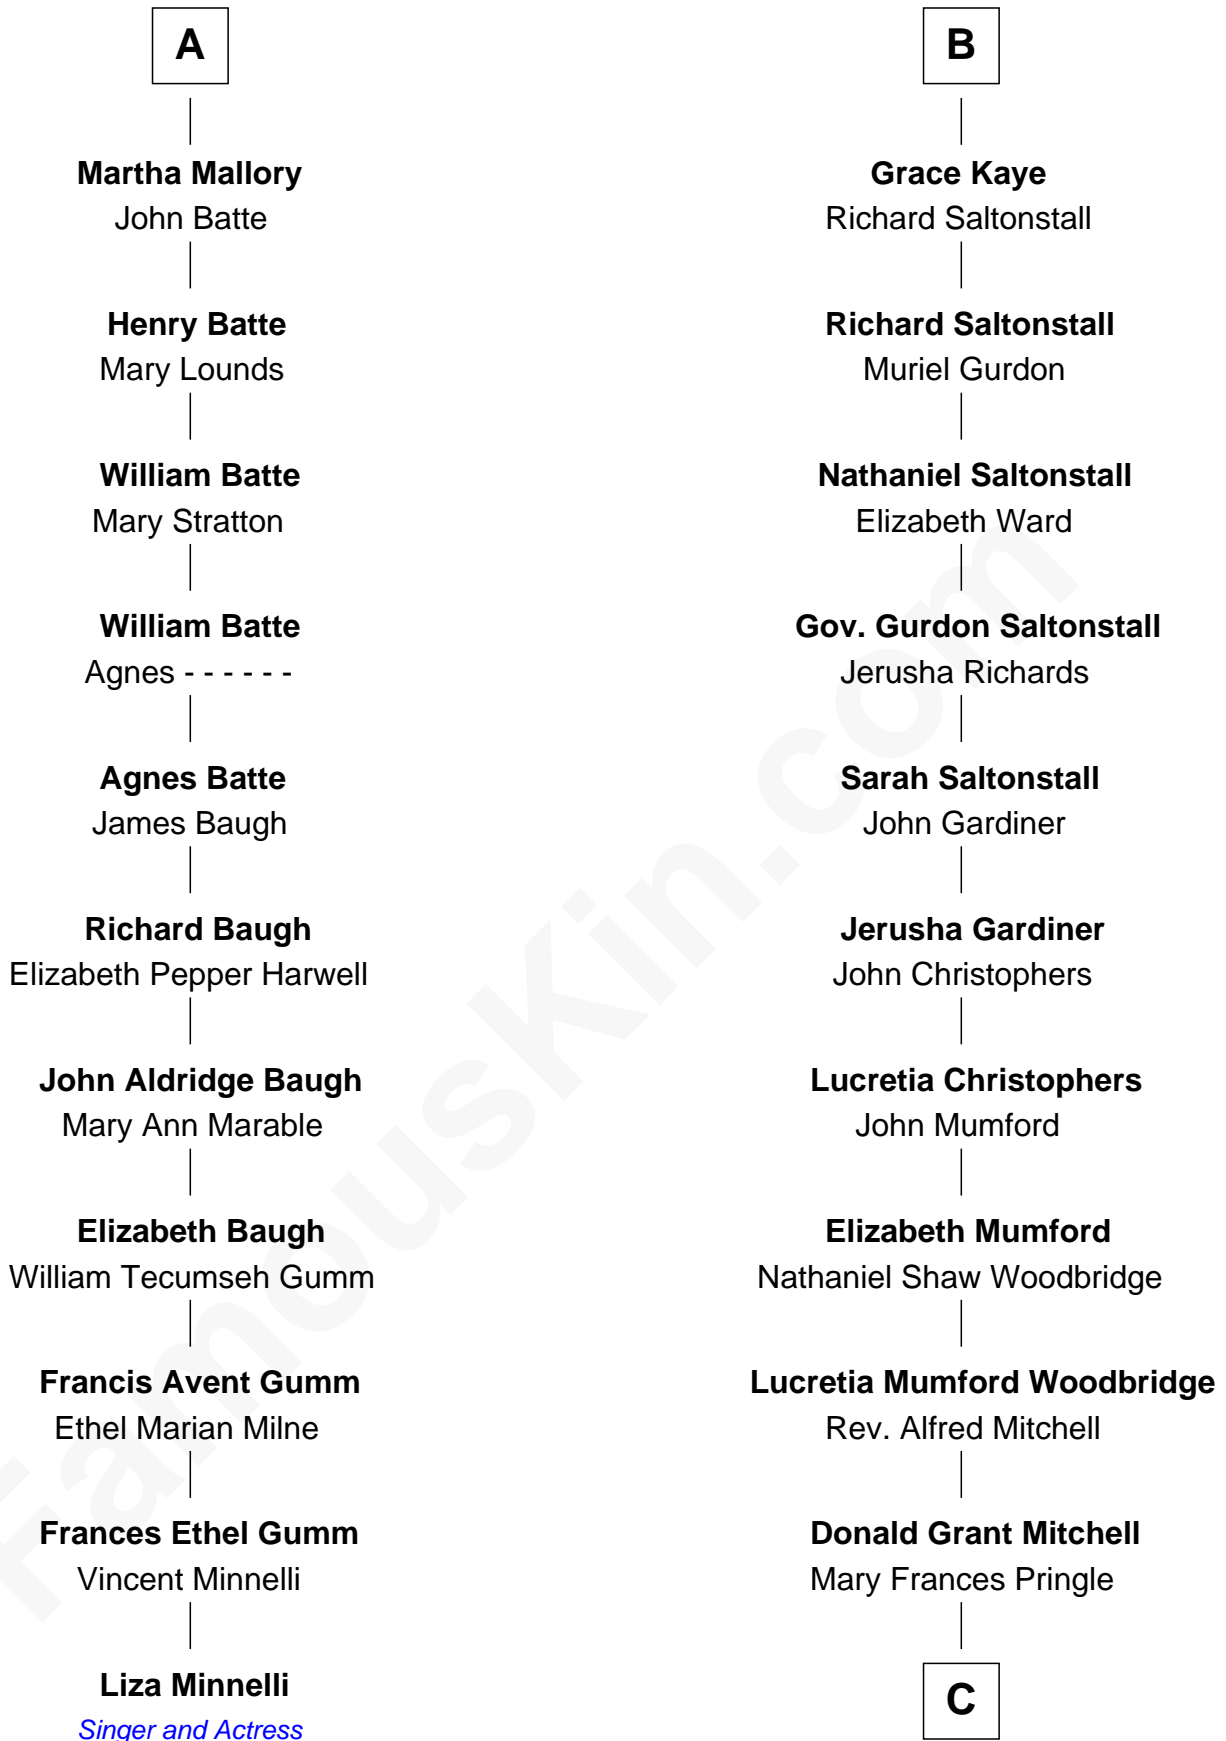 A
Martha Mallory
John Batte
Henry Batte
Mary Lounds
William Batte
Mary Stratton
William Batte
Agnes - - - - - -
Agnes Batte
James Baugh
Richard Baugh
Elizabeth Pepper Harwell
John Aldridge Baugh
Mary Ann Marable
Elizabeth Baugh
William Tecumseh Gumm
Francis Avent Gumm
Ethel Marian Milne
Frances Ethel Gumm
Vincent Minnelli
Liza Minnelli
Singer and Actress
B
Grace Kaye
Richard Saltonstall
Richard Saltonstall
Muriel Gurdon
Nathaniel Saltonstall
Elizabeth Ward
Gov. Gurdon Saltonstall
Jerusha Richards
Sarah Saltonstall
John Gardiner
Jerusha Gardiner
John Christophers
Lucretia Christophers
John Mumford
Elizabeth Mumford
Nathaniel Shaw Woodbridge
Lucretia Mumford Woodbridge
Rev. Alfred Mitchell
Donald Grant Mitchell
Mary Frances Pringle
C
FamousKin.com